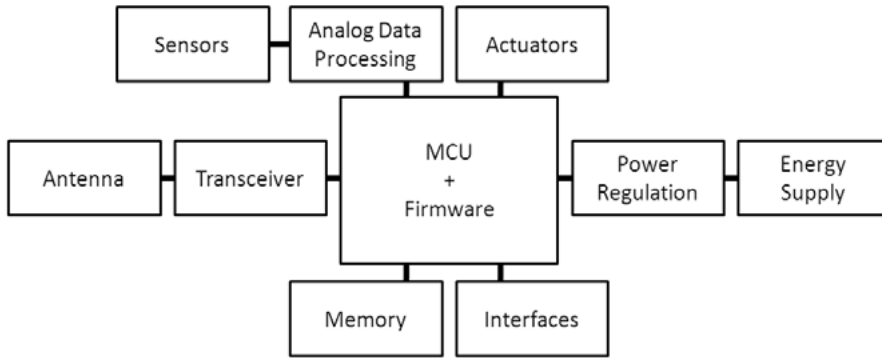 Sensors
Analog Data
Processing
Actuators
Antenna
Transceiver
MCU
+
Firmware
Power
Regulation
Energy
Supply
Memory
Interfaces